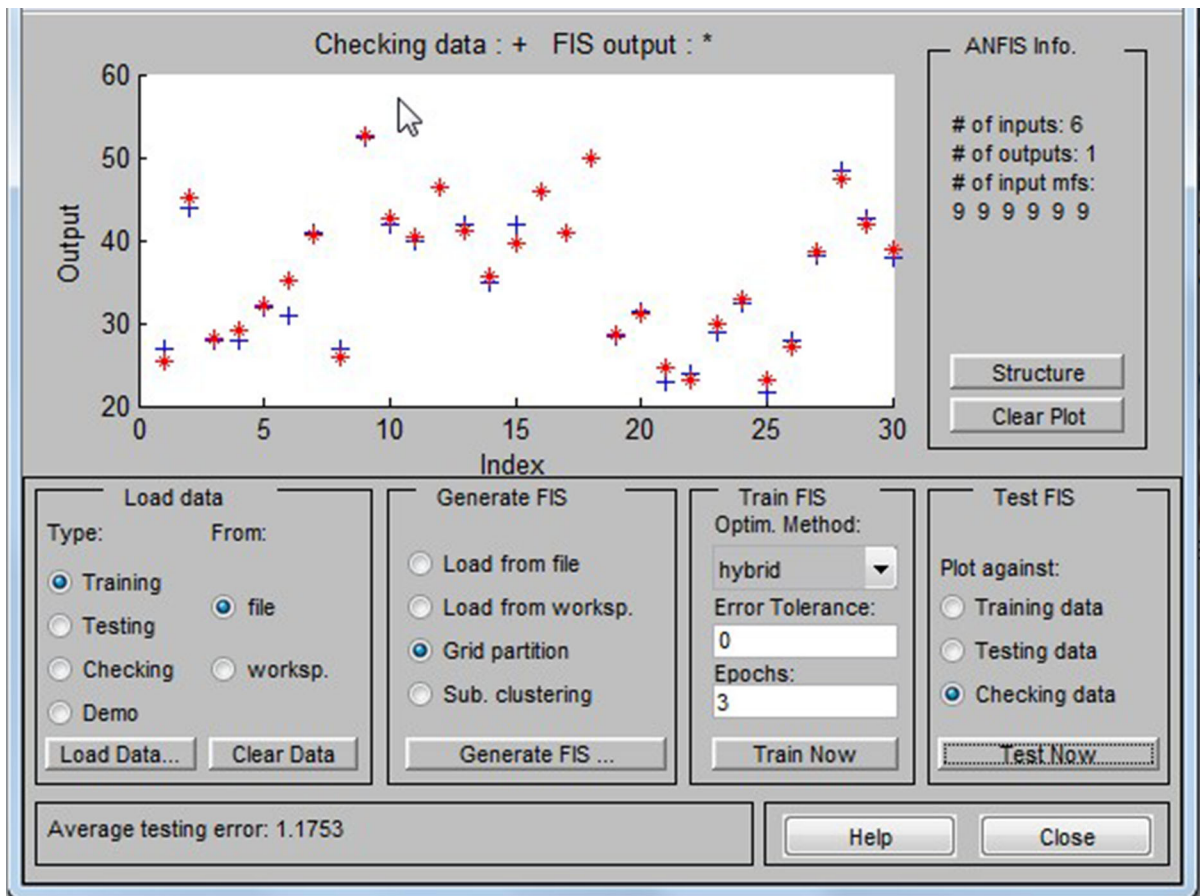 Checking data : +   FIS output : *
60
50
40
30
20
Output
0 5 10 15 20 25 30
Index
ANFIS Info.
# of inputs: 6
# of outputs: 1
# of input mfs:
9 9 9 9 9 9
Structure
Clear Plot
Load data
Type:
From:
Training
Testing
Checking
Demo
file
worksp.
Load Data...
Clear Data
Generate FIS
Load from file
Load from worksp.
Grid partition
Sub. clustering
Generate FIS ...
Train FIS
Optim. Method:
hybrid
Error Tolerance:
0
Epochs:
3
Train Now
Test FIS
Plot against:
Training data
Testing data
Checking data
Test Now
Average testing error: 1.1753
Help
Close